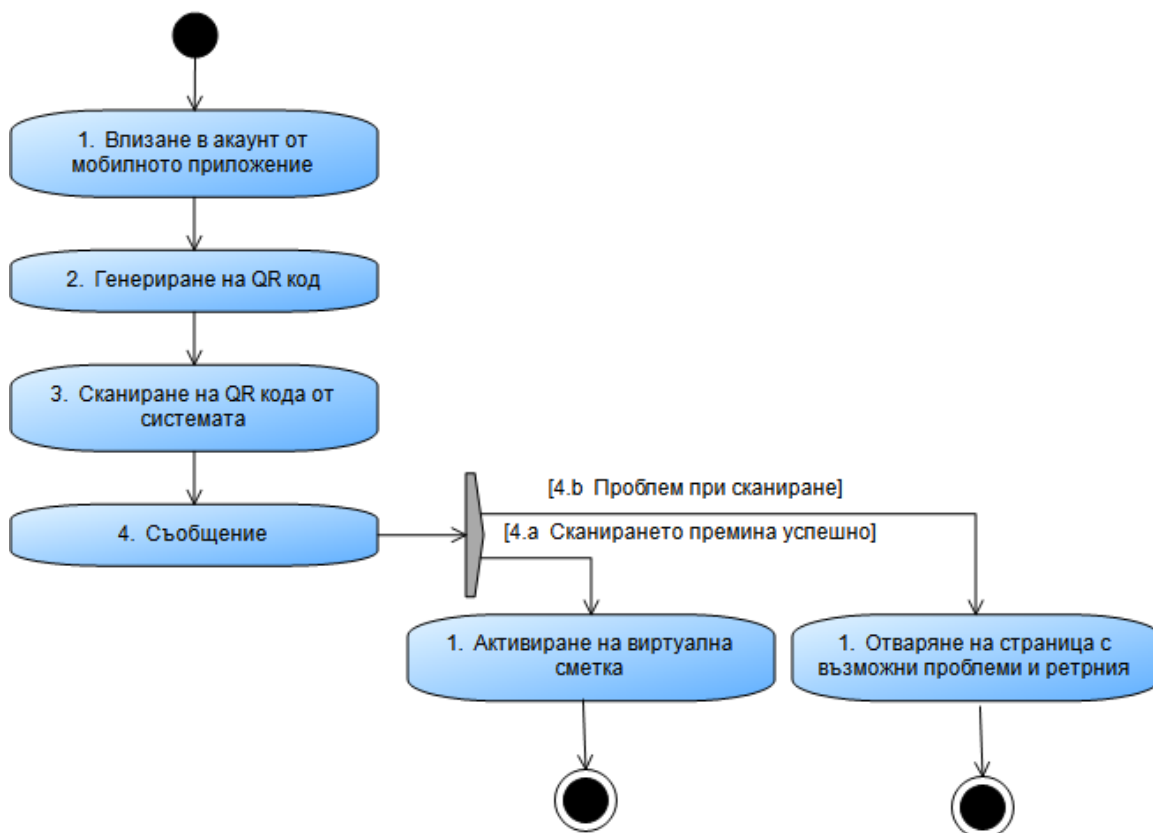 1. Влизане в акаунт от
мобилното приложение
2. Генериране на QR код
3. Сканиране на QR кода от
системата
4. Съобщение
[4.b Проблем при сканиране]
[4.a Сканирането премина успешно]
1. Активиране на виртуална
сметка
1. Отваряне на страница с
възможни проблеми и ретрния